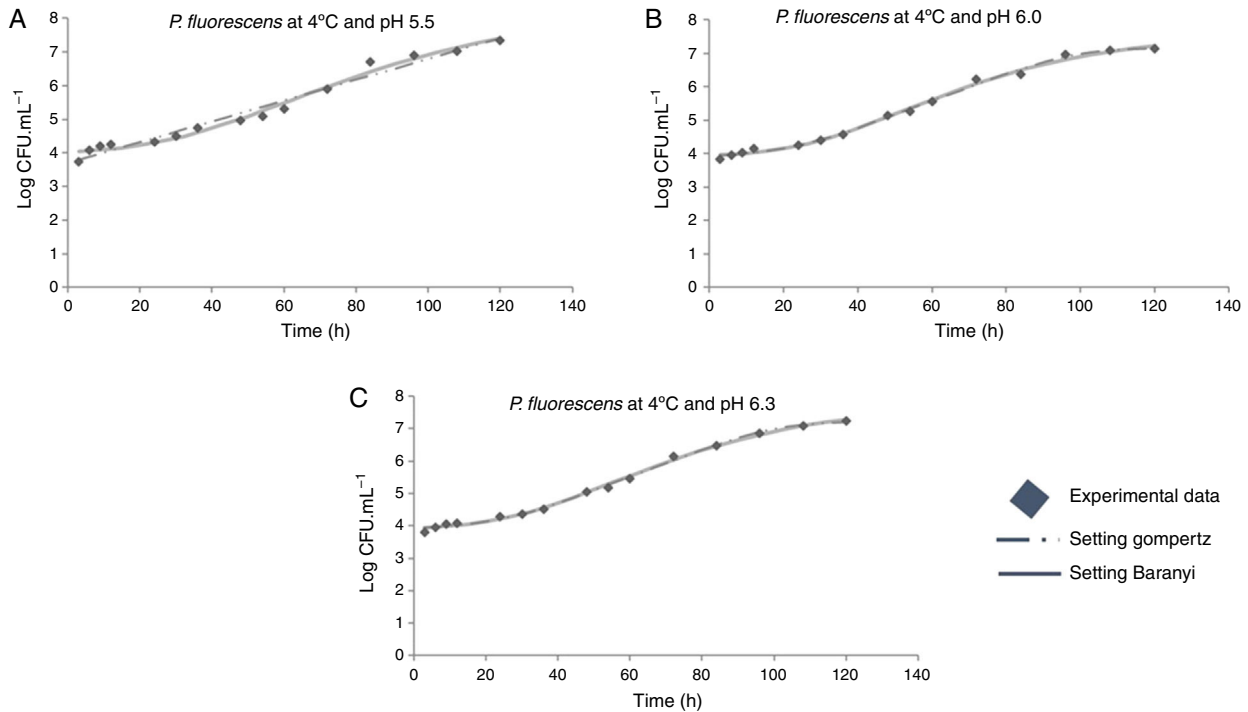 A
P. fluorescens at 4ºC and pH 5.5
8
7
6
5
4
3
2
1
0
Log CFU.mL⁻¹
0 20 40 60 80 100 120 140
Time (h)
B
P. fluorescens at 4ºC and pH 6.0
8
7
6
5
4
3
2
1
0
Log CFU.mL⁻¹
0 20 40 60 80 100 120 140
Time (h)
C
P. fluorescens at 4ºC and pH 6.3
8
7
6
5
4
3
2
1
0
Log CFU.mL⁻¹
0 20 40 60 80 100 120 140
Time (h)
Experimental data
Setting gompertz
Setting Baranyi